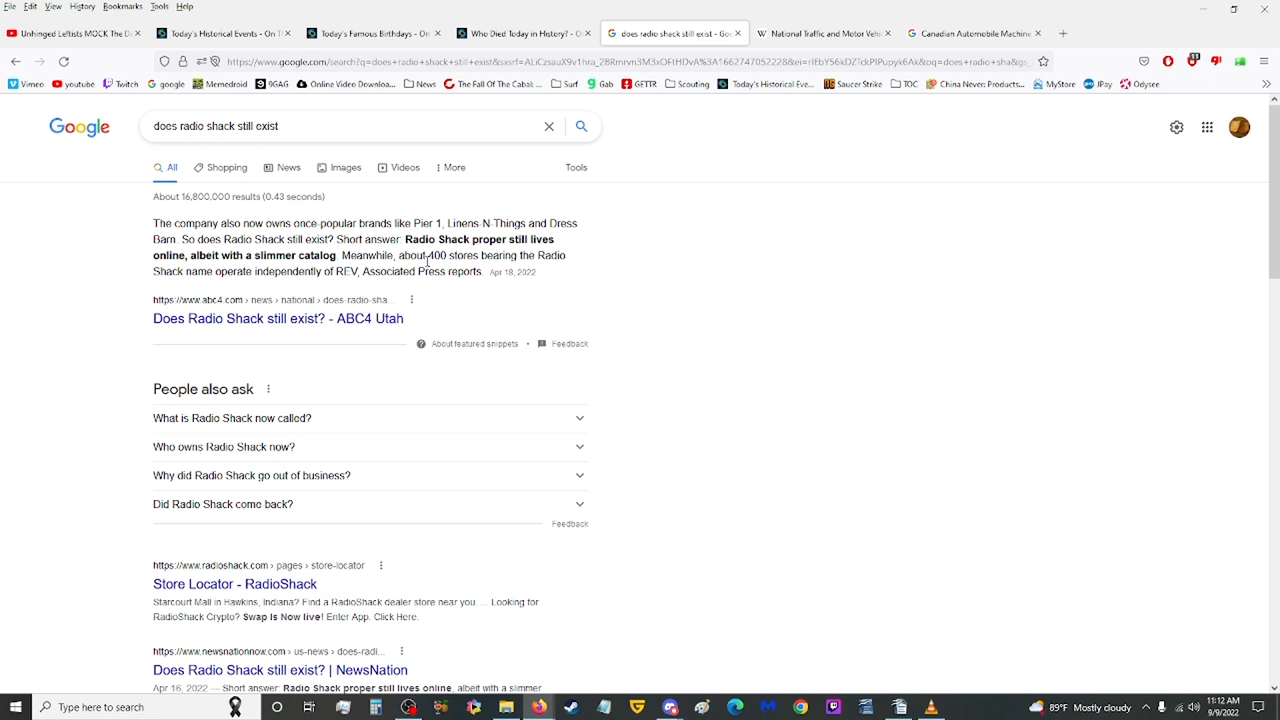 File Edit View History Bookmarks Tools Help
Unhinged Leftists MOCK The D
Today's Historical Events - On T
Today's Famous Birthdays - On
Who Died Today in History? - O
does radio shack still exist - Goo
National Traffic and Motor Vehi
Canadian Automobile Machine
Vimeo youtube Twitch google Memedroid 9GAG Online Video Downloa... News The Fall Of The Cabal: ... Surf Gab GETTR Scouting Today's Historical Eve... Saucer Strike TOC China Never: Products... MyStore JPay Odysee
Google
does radio shack still exist
All Shopping News Images Videos More Tools
About 16,800,000 results (0.43 seconds)
The company also now owns once-popular brands like Pier 1, Linens-N-Things and Dress
Barn. So does Radio Shack still exist? Short answer: Radio Shack proper still lives
online, albeit with a slimmer catalog. Meanwhile, about 400 stores bearing the Radio
Shack name operate independently of REV, Associated Press reports. Apr 18, 2022
https://www.abc4.com › news › national › does-radio-sha...
Does Radio Shack still exist? - ABC4 Utah
About featured snippets • Feedback
People also ask
What is Radio Shack now called?
Who owns Radio Shack now?
Why did Radio Shack go out of business?
Did Radio Shack come back?
Feedback
https://www.radioshack.com › pages › store-locator
Store Locator - RadioShack
Starcourt Mall in Hawkins, Indiana? Find a RadioShack dealer store near you. ... Looking for
RadioShack Crypto? Swap Is Now live! Enter App. Click Here.
https://www.newsnationnow.com › us-news › does-radi...
Does Radio Shack still exist? | NewsNation
Apr 16, 2022 — Short answer: Radio Shack proper still lives online, albeit with a slimmer
Type here to search
89°F Mostly cloudy
11:12 AM
9/9/2022